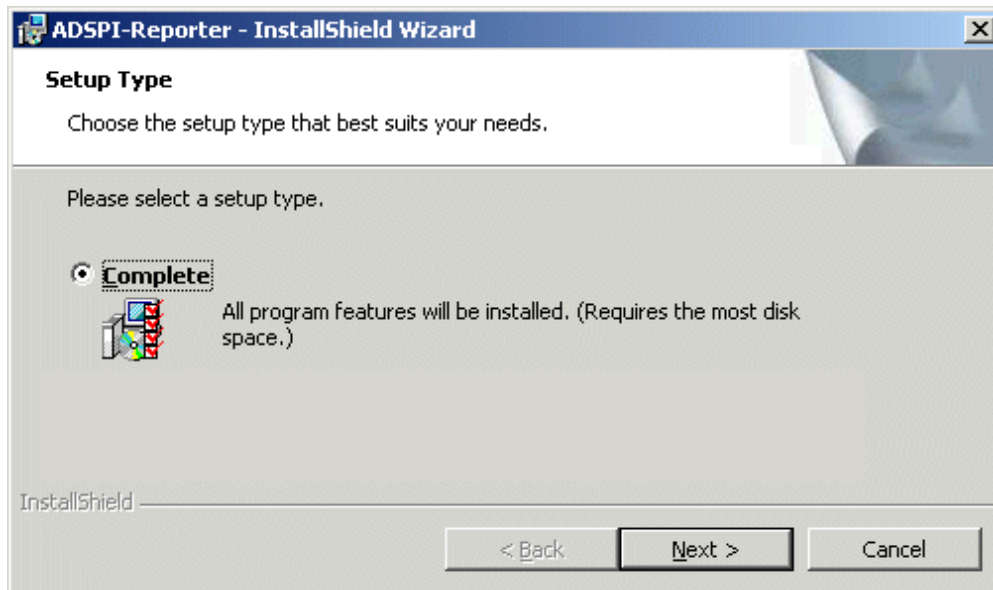 ADSPI-Reporter - InstallShield Wizard
Setup Type
Choose the setup type that best suits your needs.
Please select a setup type.
Complete
All program features will be installed. (Requires the most disk
space.)
InstallShield
< Back
Next >
Cancel